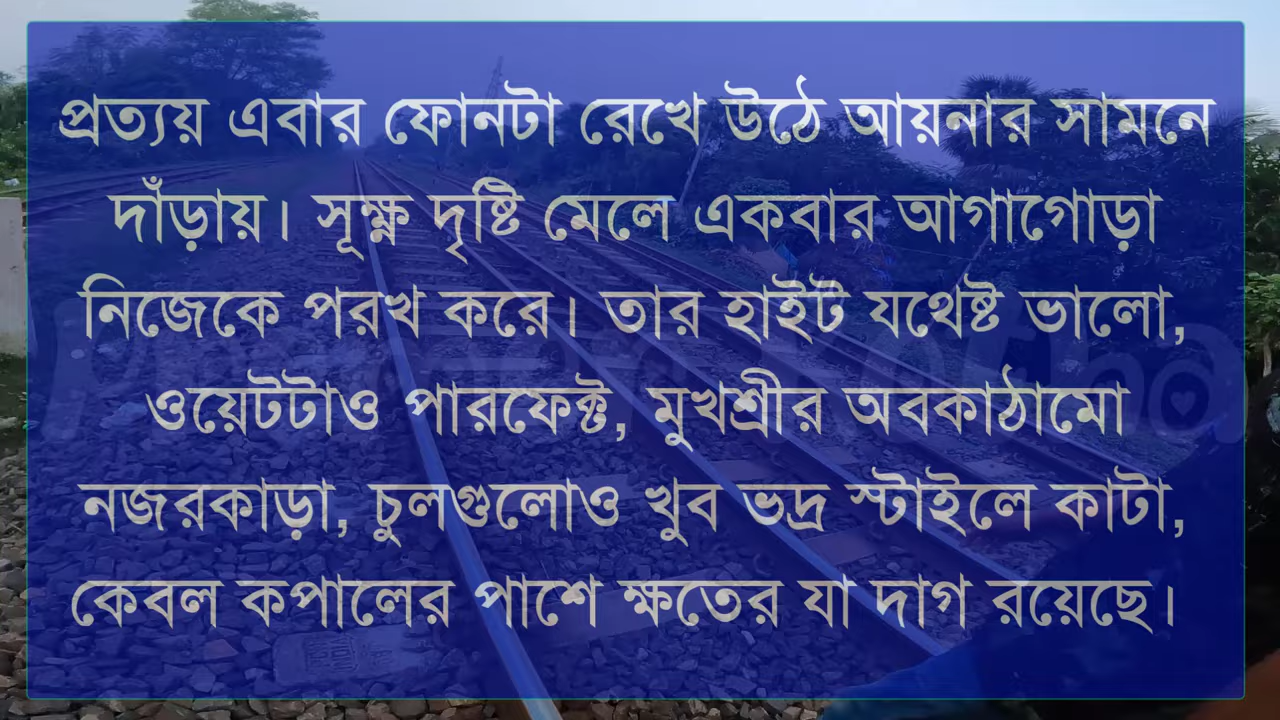 প্রত্যয় এবার ফোনটা রেখে উঠে আয়নার সামনে
দাঁড়ায়। সূক্ষ্ণ দৃষ্টি মেলে একবার আগাগোড়া
নিজেকে পরখ করে। তার হাইট যথেষ্ট ভালো,
ওয়েটটাও পারফেক্ট, মুখশ্রীর অবকাঠামো
নজরকাড়া, চুলগুলোও খুব ভদ্র স্টাইলে কাটা,
কেবল কপালের পাশে ক্ষতের যা দাগ রয়েছে।